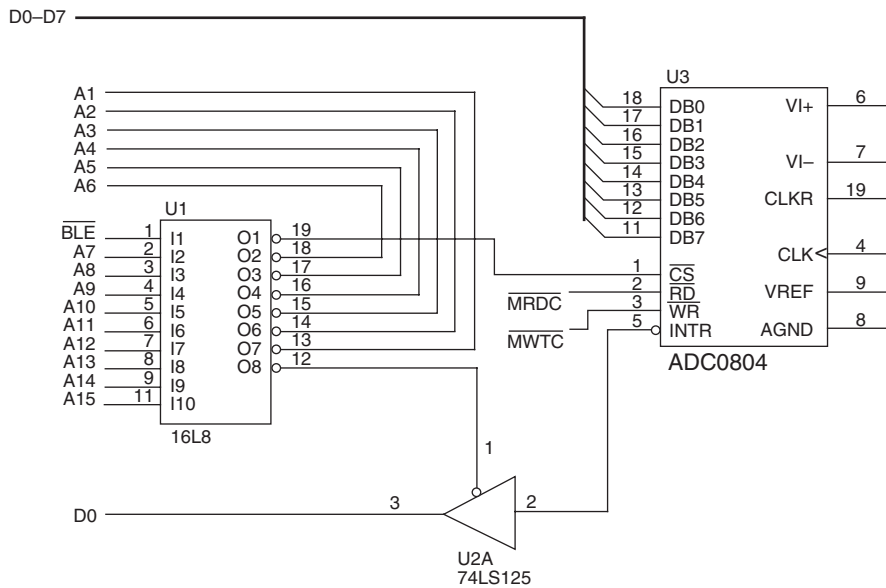 D0–D7
A1
A2
A3
A4
A5
A6
U1
BLE 1 I1 O1 19
A7 2 I2 O2 18
A8 3 I3 O3 17
A9 4 I4 O4 16
A10 5 I5 O5 15
A11 6 I6 O6 14
A12 7 I7 O7 13
A13 8 I8 O8 12
A14 9 I9
A15 11 I10
16L8
U3
18 DB0 VI+ 6
17 DB1
16 DB2
15 DB3 VI– 7
14 DB4
13 DB5 CLKR 19
12 DB6
11 DB7
CLK 4
1 CS
MRDC 2 RD VREF 9
3 WR
MWTC 5 INTR AGND 8
ADC0804
1
D0 3 2
U2A
74LS125